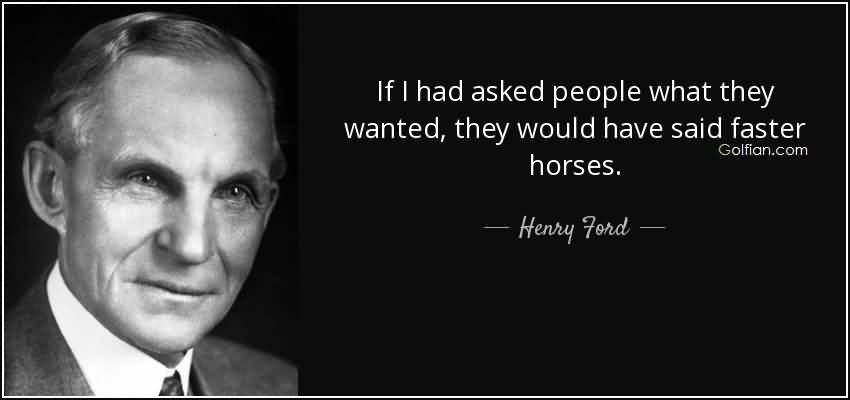 If I had asked people what they
wanted, they would have said faster
horses.
Golfian.com
Henry Ford